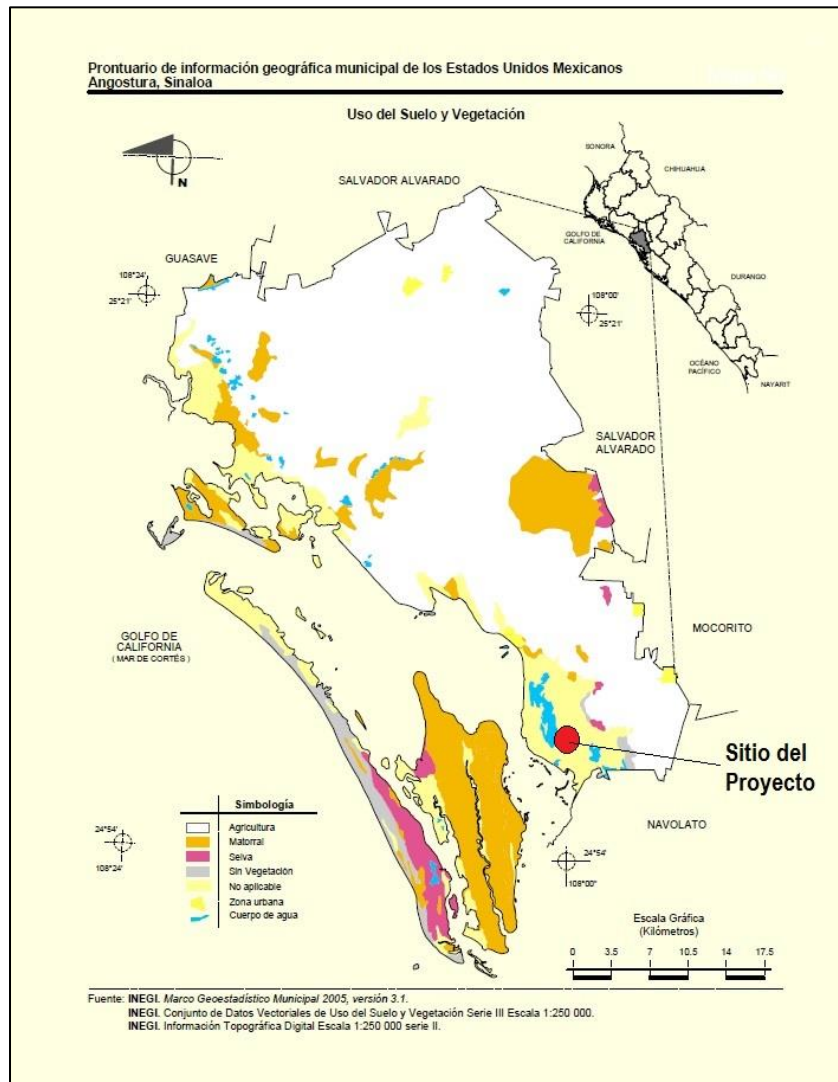 Prontuario de información geográfica municipal de los Estados Unidos Mexicanos
Angostura, Sinaloa
Uso del Suelo y Vegetación
N
SONORA
CHIHUAHUA
SALVADOR ALVARADO
GOLFO DE
CALIFORNIA
DURANGO
OCÉANO
PACÍFICO
NAYARIT
GUASAVE
108°24'
25°21'
108°00'
25°21'
SALVADOR
ALVARADO
MOCORITO
GOLFO DE
CALIFORNIA
( MAR DE CORTÉS )
Sitio del
Proyecto
NAVOLATO
24°54'
108°24'
24°54'
108°00'
Simbología
Agricultura
Matorral
Selva
Sin Vegetación
No aplicable
Zona urbana
Cuerpo de agua
Escala Gráfica
(Kilómetros)
0 3.5 7 10.5 14 17.5
Fuente: INEGI. Marco Geoestadístico Municipal 2005, versión 3.1.
INEGI. Conjunto de Datos Vectoriales de Uso del Suelo y Vegetación Serie III Escala 1:250 000.
INEGI. Información Topográfica Digital Escala 1:250 000 serie II.